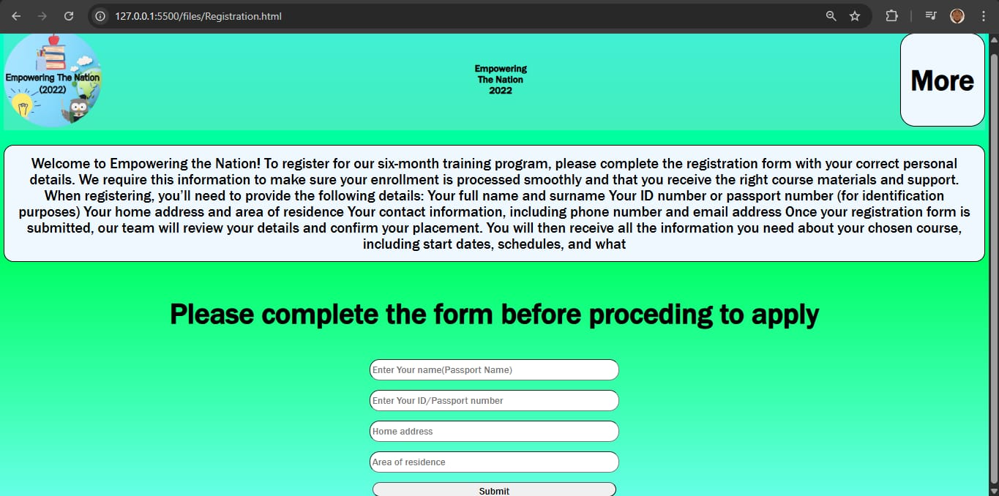 127.0.0.1:5500/files/Registration.html
Empowering The Nation
(2022)
Empowering
The Nation
2022
More
Welcome to Empowering the Nation! To register for our six-month training program, please complete the registration form with your correct personal
details. We require this information to make sure your enrollment is processed smoothly and that you receive the right course materials and support.
When registering, you’ll need to provide the following details: Your full name and surname Your ID number or passport number (for identification
purposes) Your home address and area of residence Your contact information, including phone number and email address Once your registration form is
submitted, our team will review your details and confirm your placement. You will then receive all the information you need about your chosen course,
including start dates, schedules, and what
Please complete the form before proceding to apply
Enter Your name(Passport Name)
Enter Your ID/Passport number
Home address
Area of residence
Submit